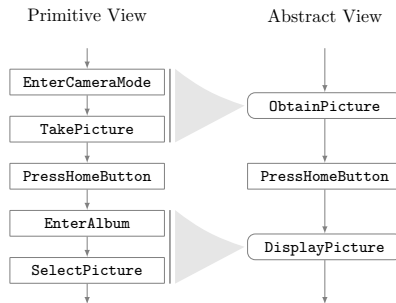 Primitive View
Abstract View
EnterCameraMode
TakePicture
PressHomeButton
EnterAlbum
SelectPicture
ObtainPicture
PressHomeButton
DisplayPicture